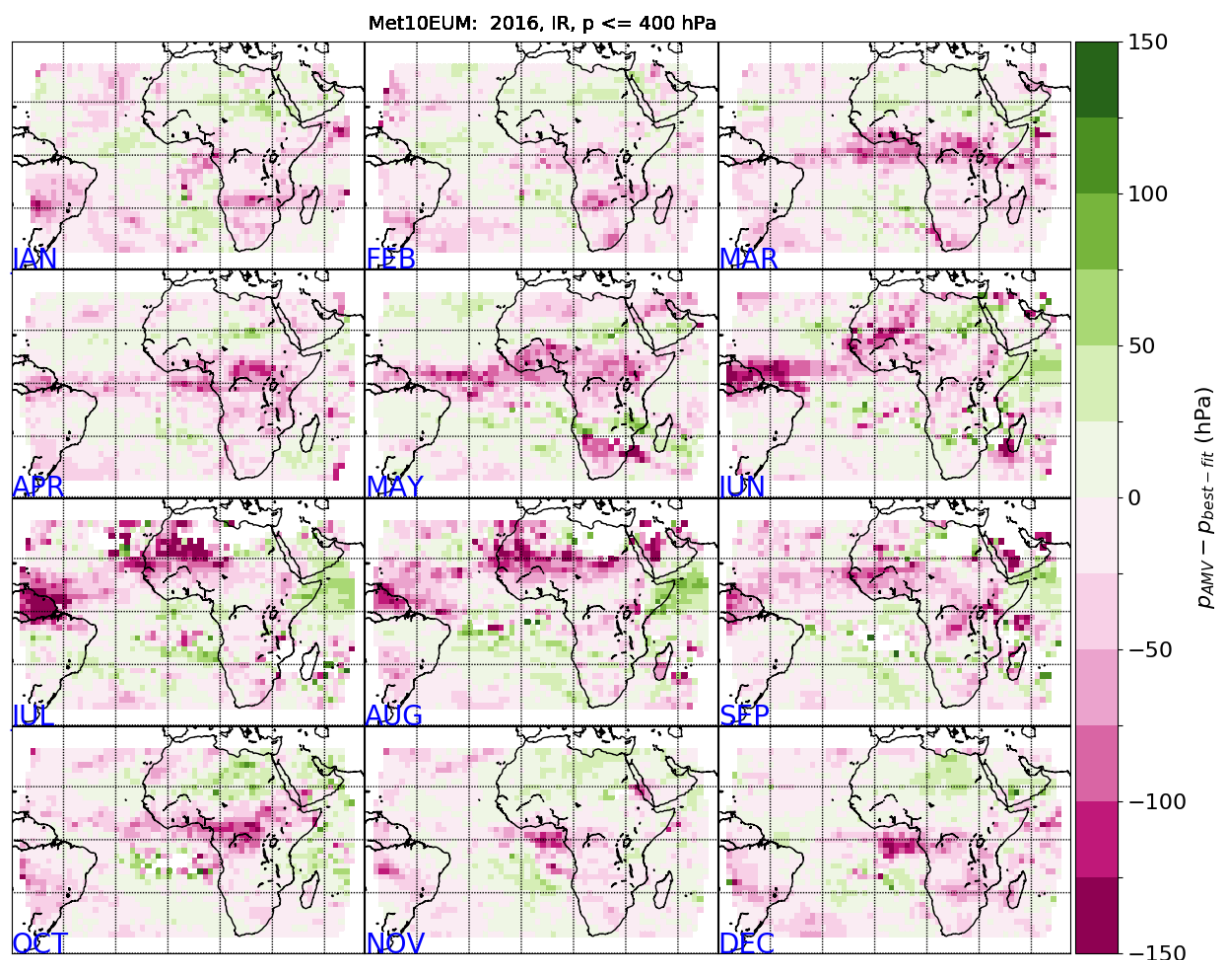 Met10EUM: 2016, IR, p <= 400 hPa
JAN
FEB
MAR
APR
MAY
JUN
JUL
AUG
SEP
OCT
NOV
DEC
150
100
50
0
−50
−100
−150
p_AMV − p_best−fit (hPa)